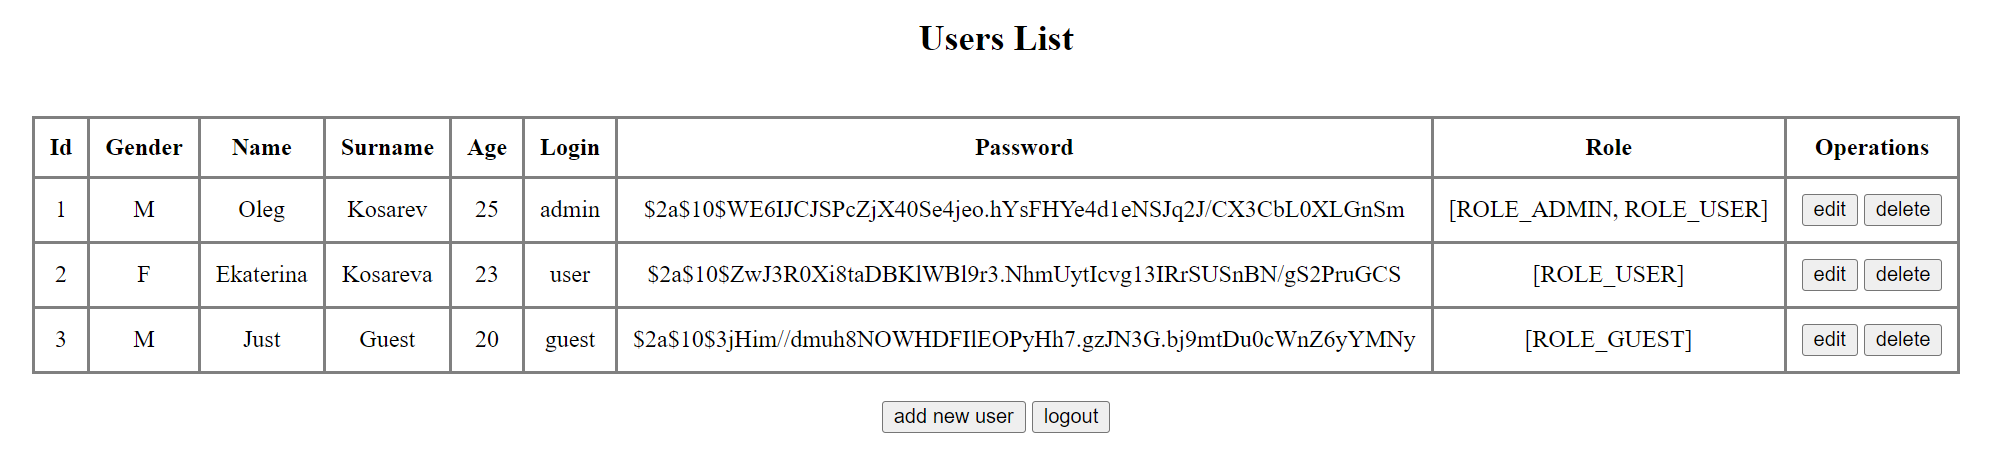 Users List
Id Gender Name Surname Age Login Password Role Operations
1 M Oleg Kosarev 25 admin $2a$10$WE6IJCJSPcZjX40Se4jeo.hYsFHYe4d1eNSJq2J/CX3CbL0XLGnSm [ROLE_ADMIN, ROLE_USER] edit delete
2 F Ekaterina Kosareva 23 user $2a$10$ZwJ3R0Xi8taDBKlWBl9r3.NhmUytIcvg13IRrSUSnBN/gS2PruGCS [ROLE_USER] edit delete
3 M Just Guest 20 guest $2a$10$3jHim//dmuh8NOWHDFIlEOPyHh7.gzJN3G.bj9mtDu0cWnZ6yYMNy [ROLE_GUEST] edit delete
add new user logout